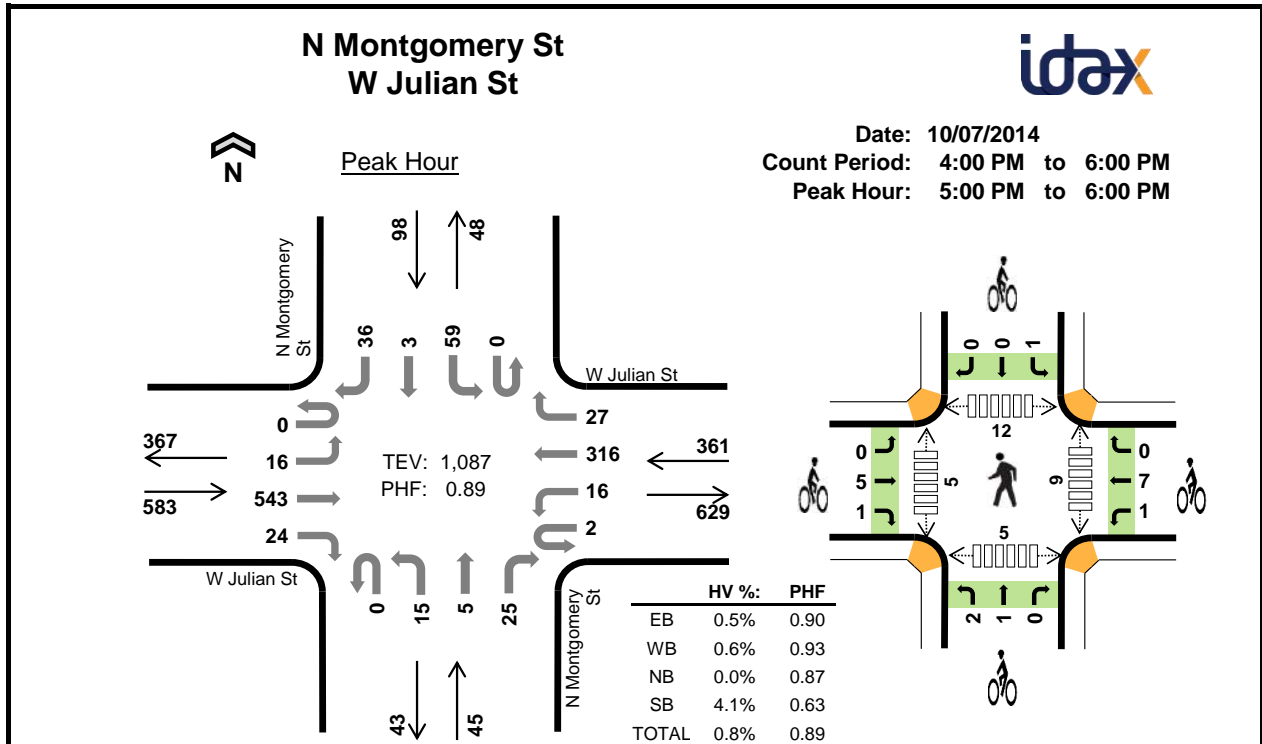 N Montgomery St
W Julian St
idax
Date: 10/07/2014
Count Period: 4:00 PM to 6:00 PM
Peak Hour: 5:00 PM to 6:00 PM
N
Peak Hour
98
48
N Montgomery
St
36
3
59
0
W Julian St
0
16
543
24
367
583
TEV: 1,087
PHF: 0.89
27
316
16
2
361
629
W Julian St
0
15
5
25
N Montgomery
St
43
45
HV %: PHF
EB 0.5% 0.90
WB 0.6% 0.93
NB 0.0% 0.87
SB 4.1% 0.63
TOTAL 0.8% 0.89
0
0
1
12
0
5
1
5
9
0
7
1
5
2
1
0